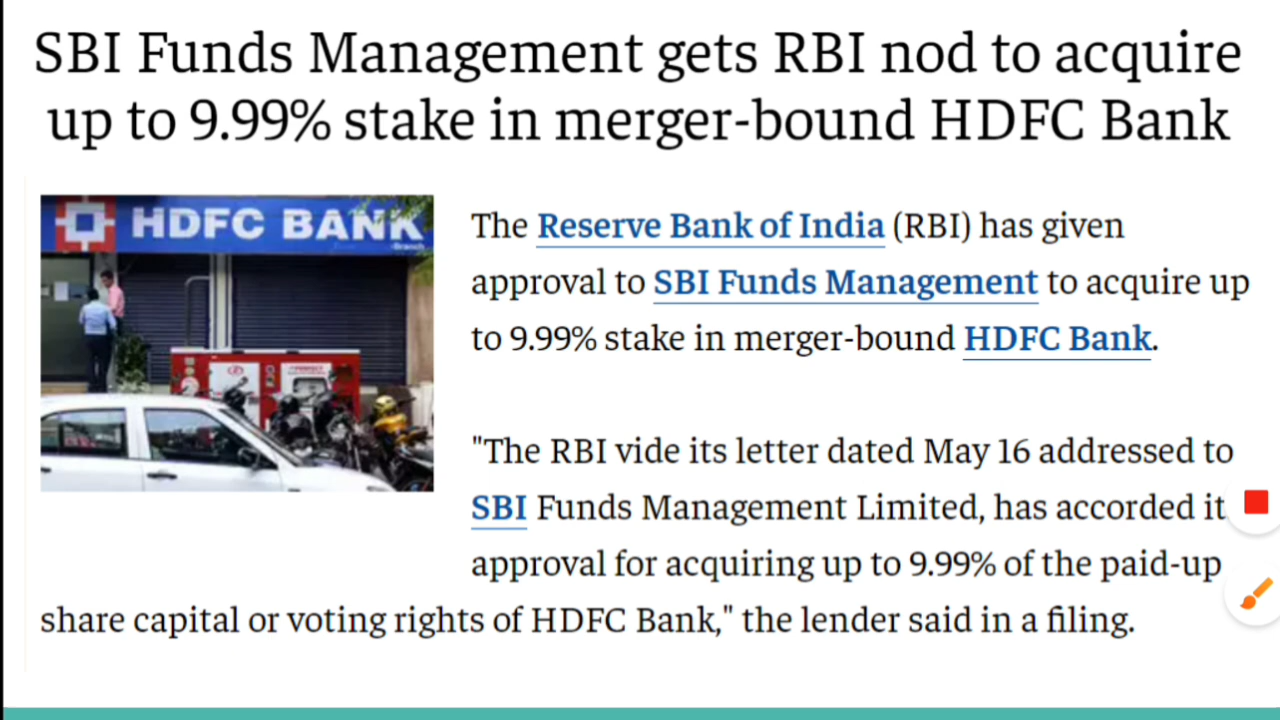 SBI Funds Management gets RBI nod to acquire
up to 9.99% stake in merger-bound HDFC Bank
HDFC BANK
-Branch
The Reserve Bank of India (RBI) has given
approval to SBI Funds Management to acquire up
to 9.99% stake in merger-bound HDFC Bank.
"The RBI vide its letter dated May 16 addressed to
SBI Funds Management Limited, has accorded it
approval for acquiring up to 9.99% of the paid-up
share capital or voting rights of HDFC Bank," the lender said in a filing.